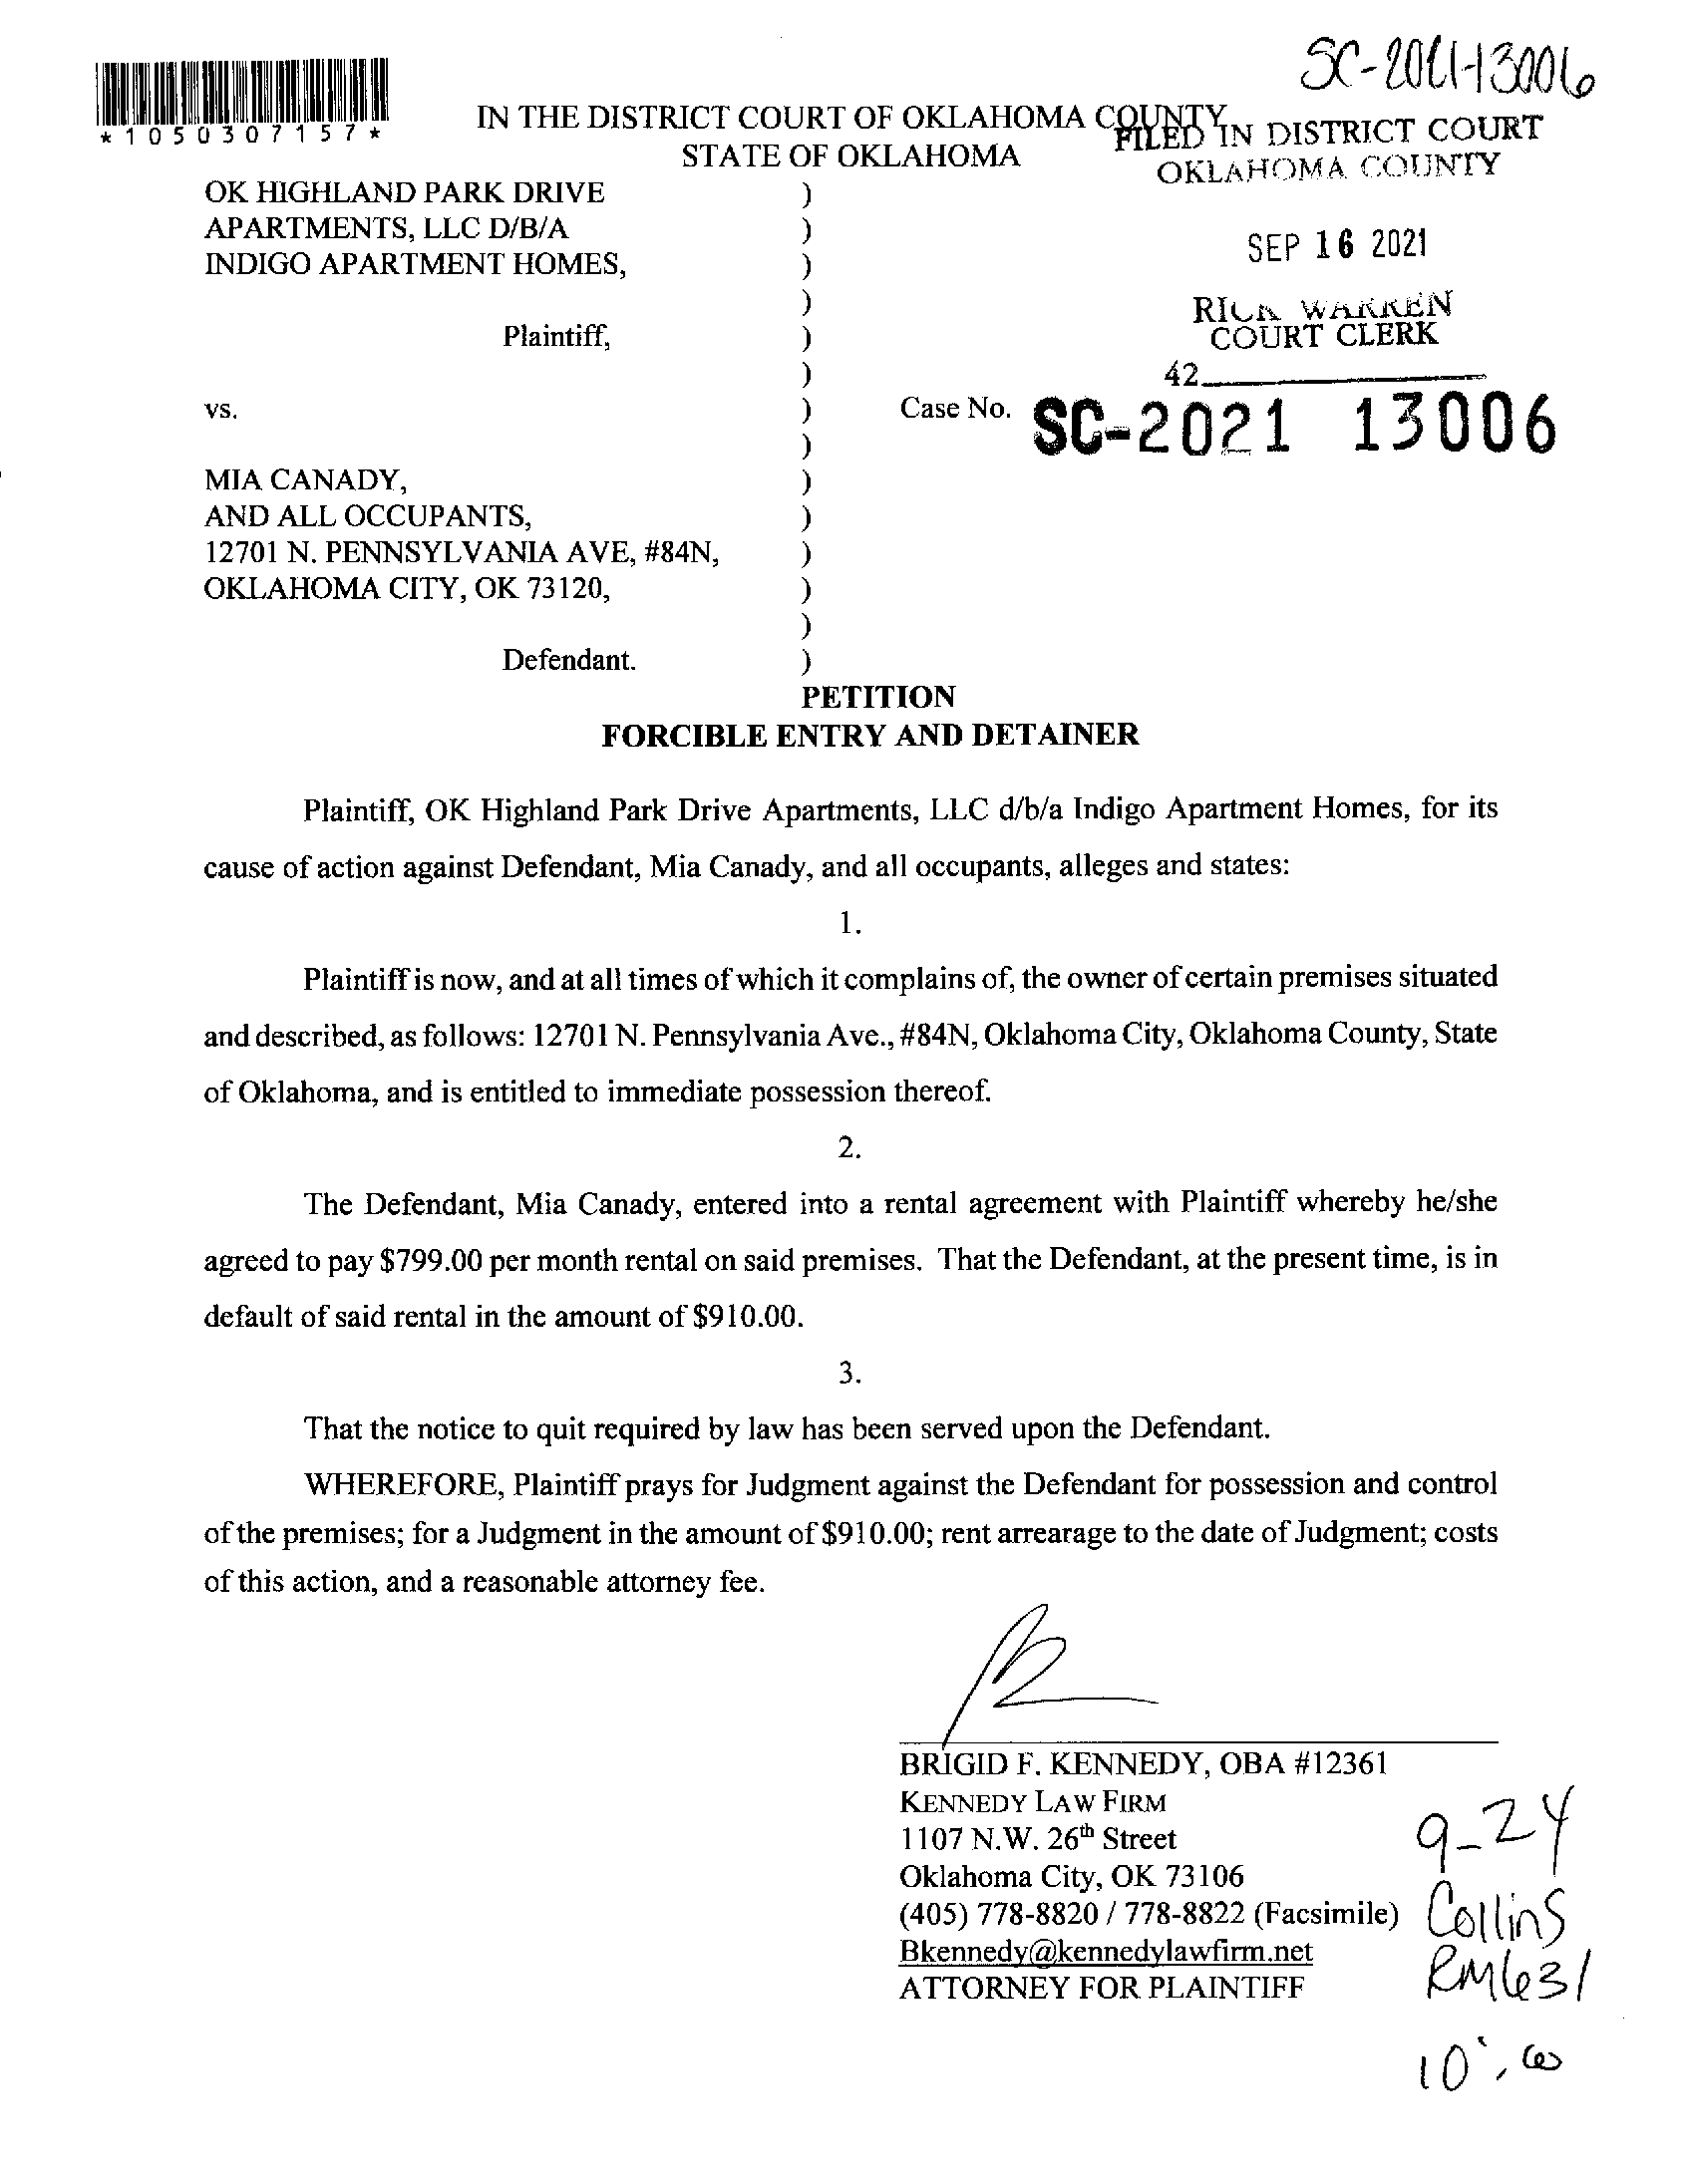 SC-2021-13006
*1050307157*
IN THE DISTRICT COURT OF OKLAHOMA COUNTY
STATE OF OKLAHOMA
FILED IN DISTRICT COURT
OKLAHOMA COUNTY
SEP 16 2021
RICK WARREN
COURT CLERK
42
OK HIGHLAND PARK DRIVE )
APARTMENTS, LLC D/B/A )
INDIGO APARTMENT HOMES, )
)
Plaintiff, )
)
vs. ) Case No. SC-2021 13006
)
MIA CANADY, )
AND ALL OCCUPANTS, )
12701 N. PENNSYLVANIA AVE, #84N, )
OKLAHOMA CITY, OK 73120, )
)
Defendant. )
PETITION
FORCIBLE ENTRY AND DETAINER
Plaintiff, OK Highland Park Drive Apartments, LLC d/b/a Indigo Apartment Homes, for its
cause of action against Defendant, Mia Canady, and all occupants, alleges and states:
1.
Plaintiff is now, and at all times of which it complains of, the owner of certain premises situated
and described, as follows: 12701 N. Pennsylvania Ave., #84N, Oklahoma City, Oklahoma County, State
of Oklahoma, and is entitled to immediate possession thereof.
2.
The Defendant, Mia Canady, entered into a rental agreement with Plaintiff whereby he/she
agreed to pay $799.00 per month rental on said premises. That the Defendant, at the present time, is in
default of said rental in the amount of $910.00.
3.
That the notice to quit required by law has been served upon the Defendant.
WHEREFORE, Plaintiff prays for Judgment against the Defendant for possession and control
of the premises; for a Judgment in the amount of $910.00; rent arrearage to the date of Judgment; costs
of this action, and a reasonable attorney fee.
BRIGID F. KENNEDY, OBA #12361
KENNEDY LAW FIRM
1107 N.W. 26th Street
Oklahoma City, OK 73106
(405) 778-8820 / 778-8822 (Facsimile)
Bkennedy@kennedylawfirm.net
ATTORNEY FOR PLAINTIFF
9-24
Collins
RM631